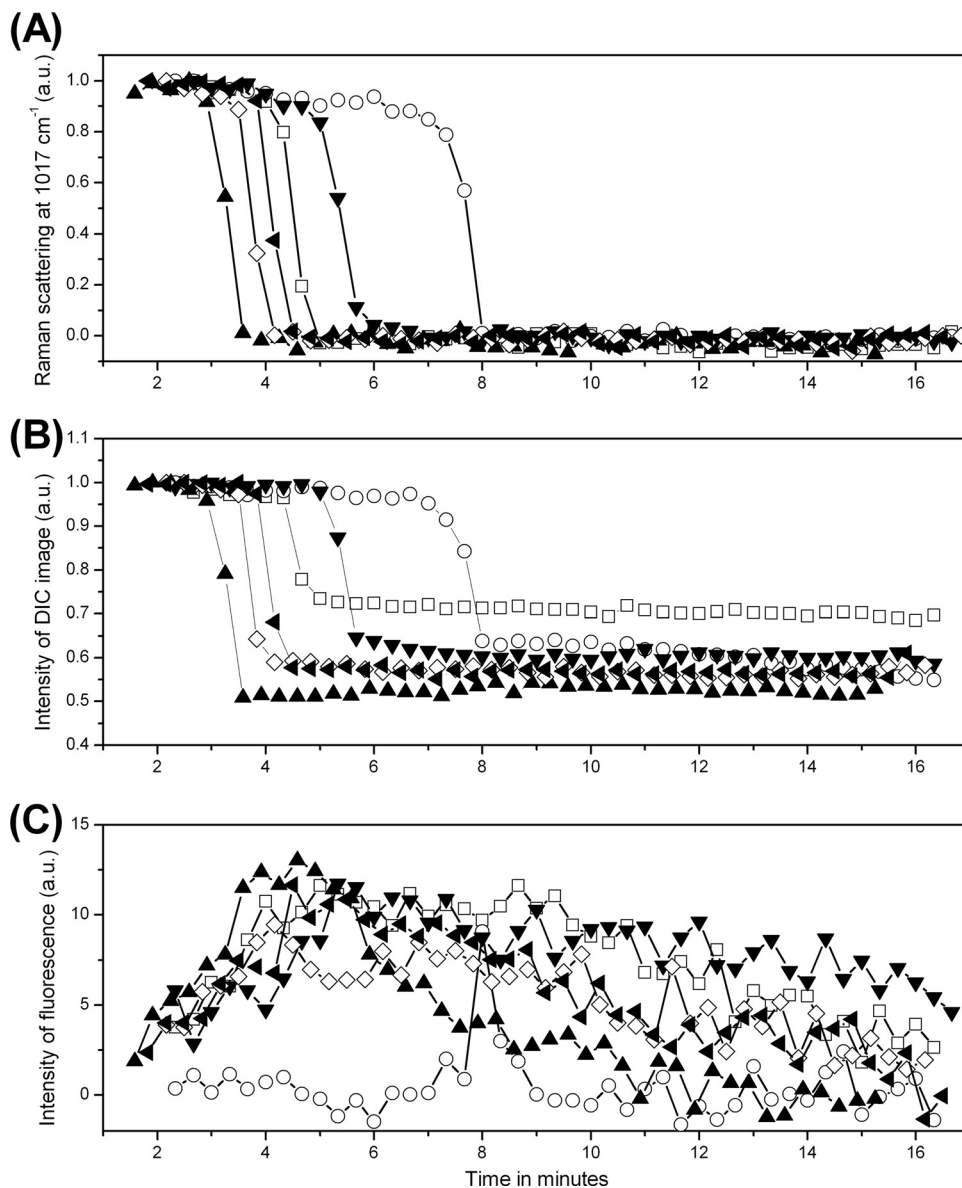 (A)
Raman scattering at 1017 cm⁻¹ (a.u.)
1.0
0.8
0.6
0.4
0.2
0.0
2 4 6 8 10 12 14 16
(B)
Intensity of DIC image (a.u.)
1.1
1.0
0.9
0.8
0.7
0.6
0.5
0.4
2 4 6 8 10 12 14 16
(C)
Intensity of fluorescence (a.u.)
15
10
5
0
2 4 6 8 10 12 14 16
Time in minutes